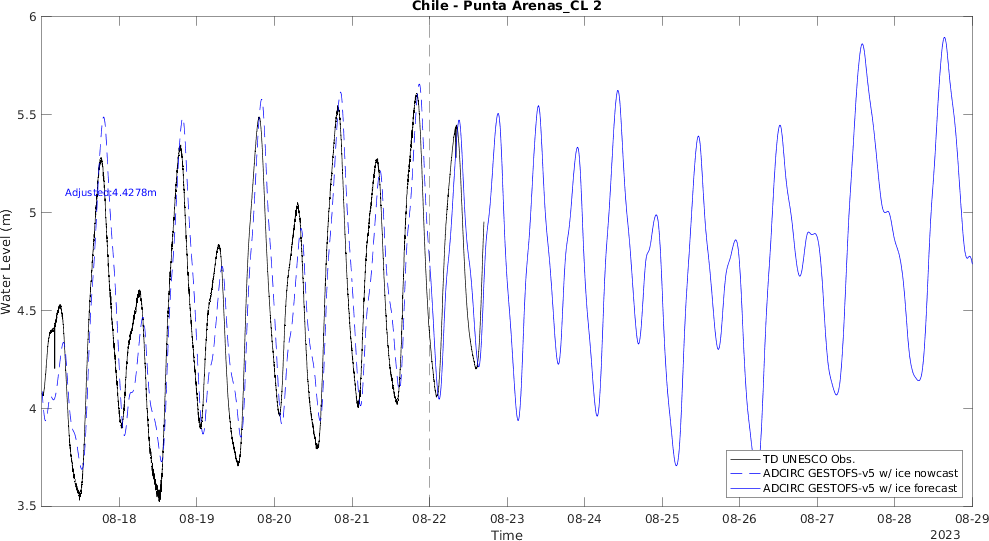 Chile - Punta Arenas_CL 2
6
5.5
5
4.5
4
3.5
Water Level (m)
Adjusted:4.4278m
TD UNESCO Obs.
ADCIRC GESTOFS-v5 w/ ice nowcast
ADCIRC GESTOFS-v5 w/ ice forecast
08-18 08-19 08-20 08-21 08-22 08-23 08-24 08-25 08-26 08-27 08-28 08-29
Time
2023